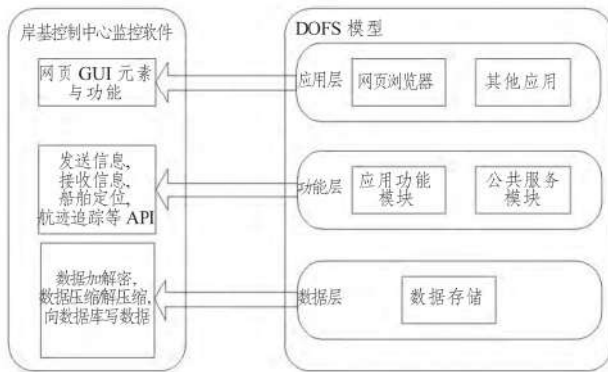 岸基控制中心监控软件
网页 GUI 元素
与功能
发送信息,
接收信息,
船舶定位,
航迹追踪等 API
数据加解密,
数据压缩/解压缩,
向数据库写数据
DOFS 模型
应用层
网页浏览器
其他应用
功能层
应用功能
模块
公共服务
模块
数据层
数据存储